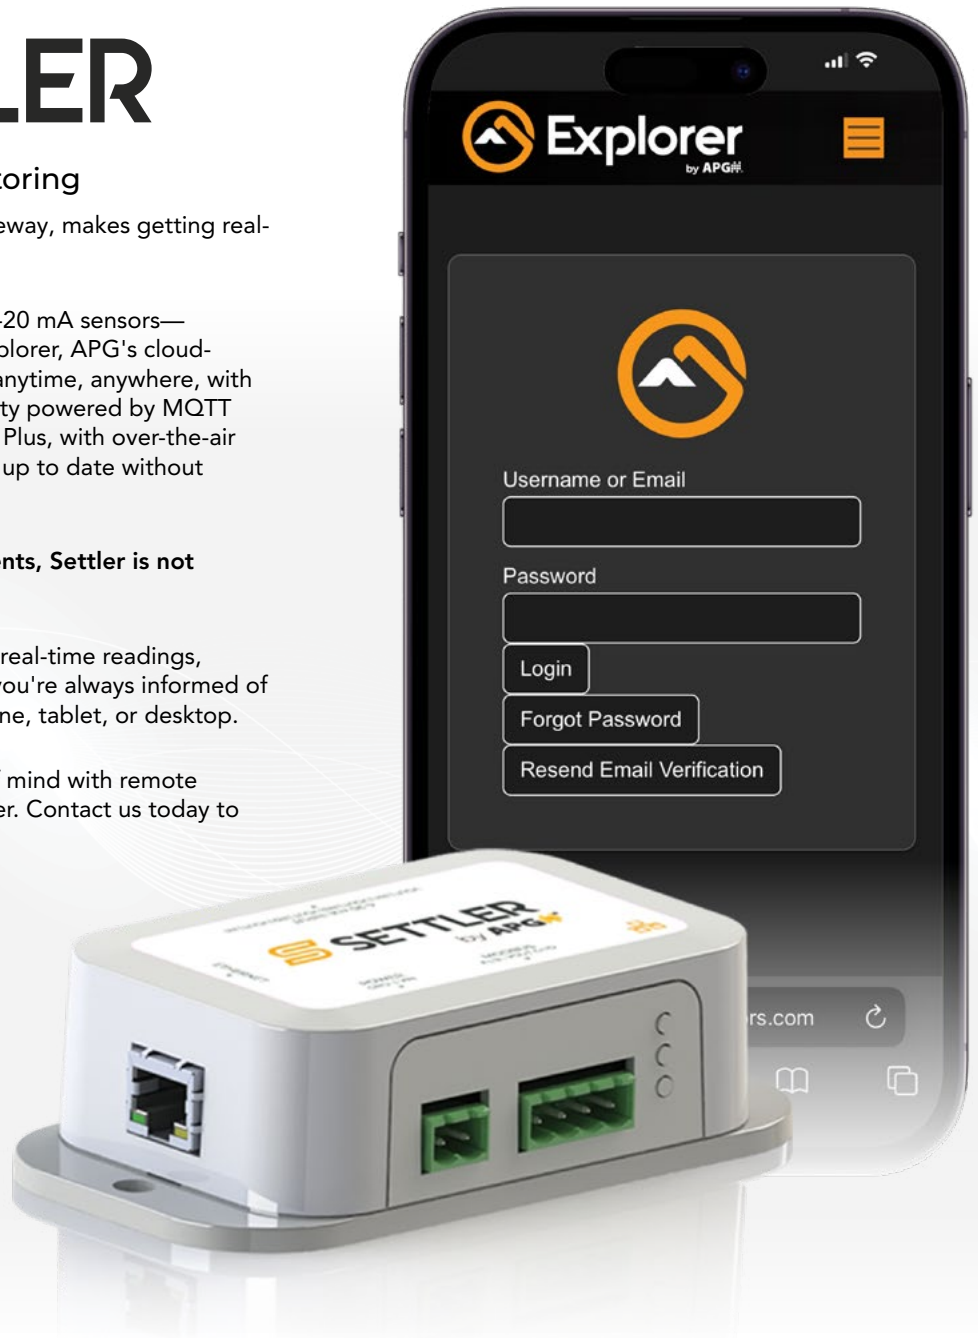 LER
toring
eway, makes getting real-
-20 mA sensors—
plorer, APG's cloud-
anytime, anywhere, with
ty powered by MQTT
Plus, with over-the-air
up to date without
nts, Settler is not
real-time readings,
you're always informed of
ne, tablet, or desktop.
mind with remote
er. Contact us today to
Explorer
by APG
Username or Email
Password
Login
Forgot Password
Resend Email Verification
rs.com
SETTLER
by APG
ETHERNET
POWER
MODBUS